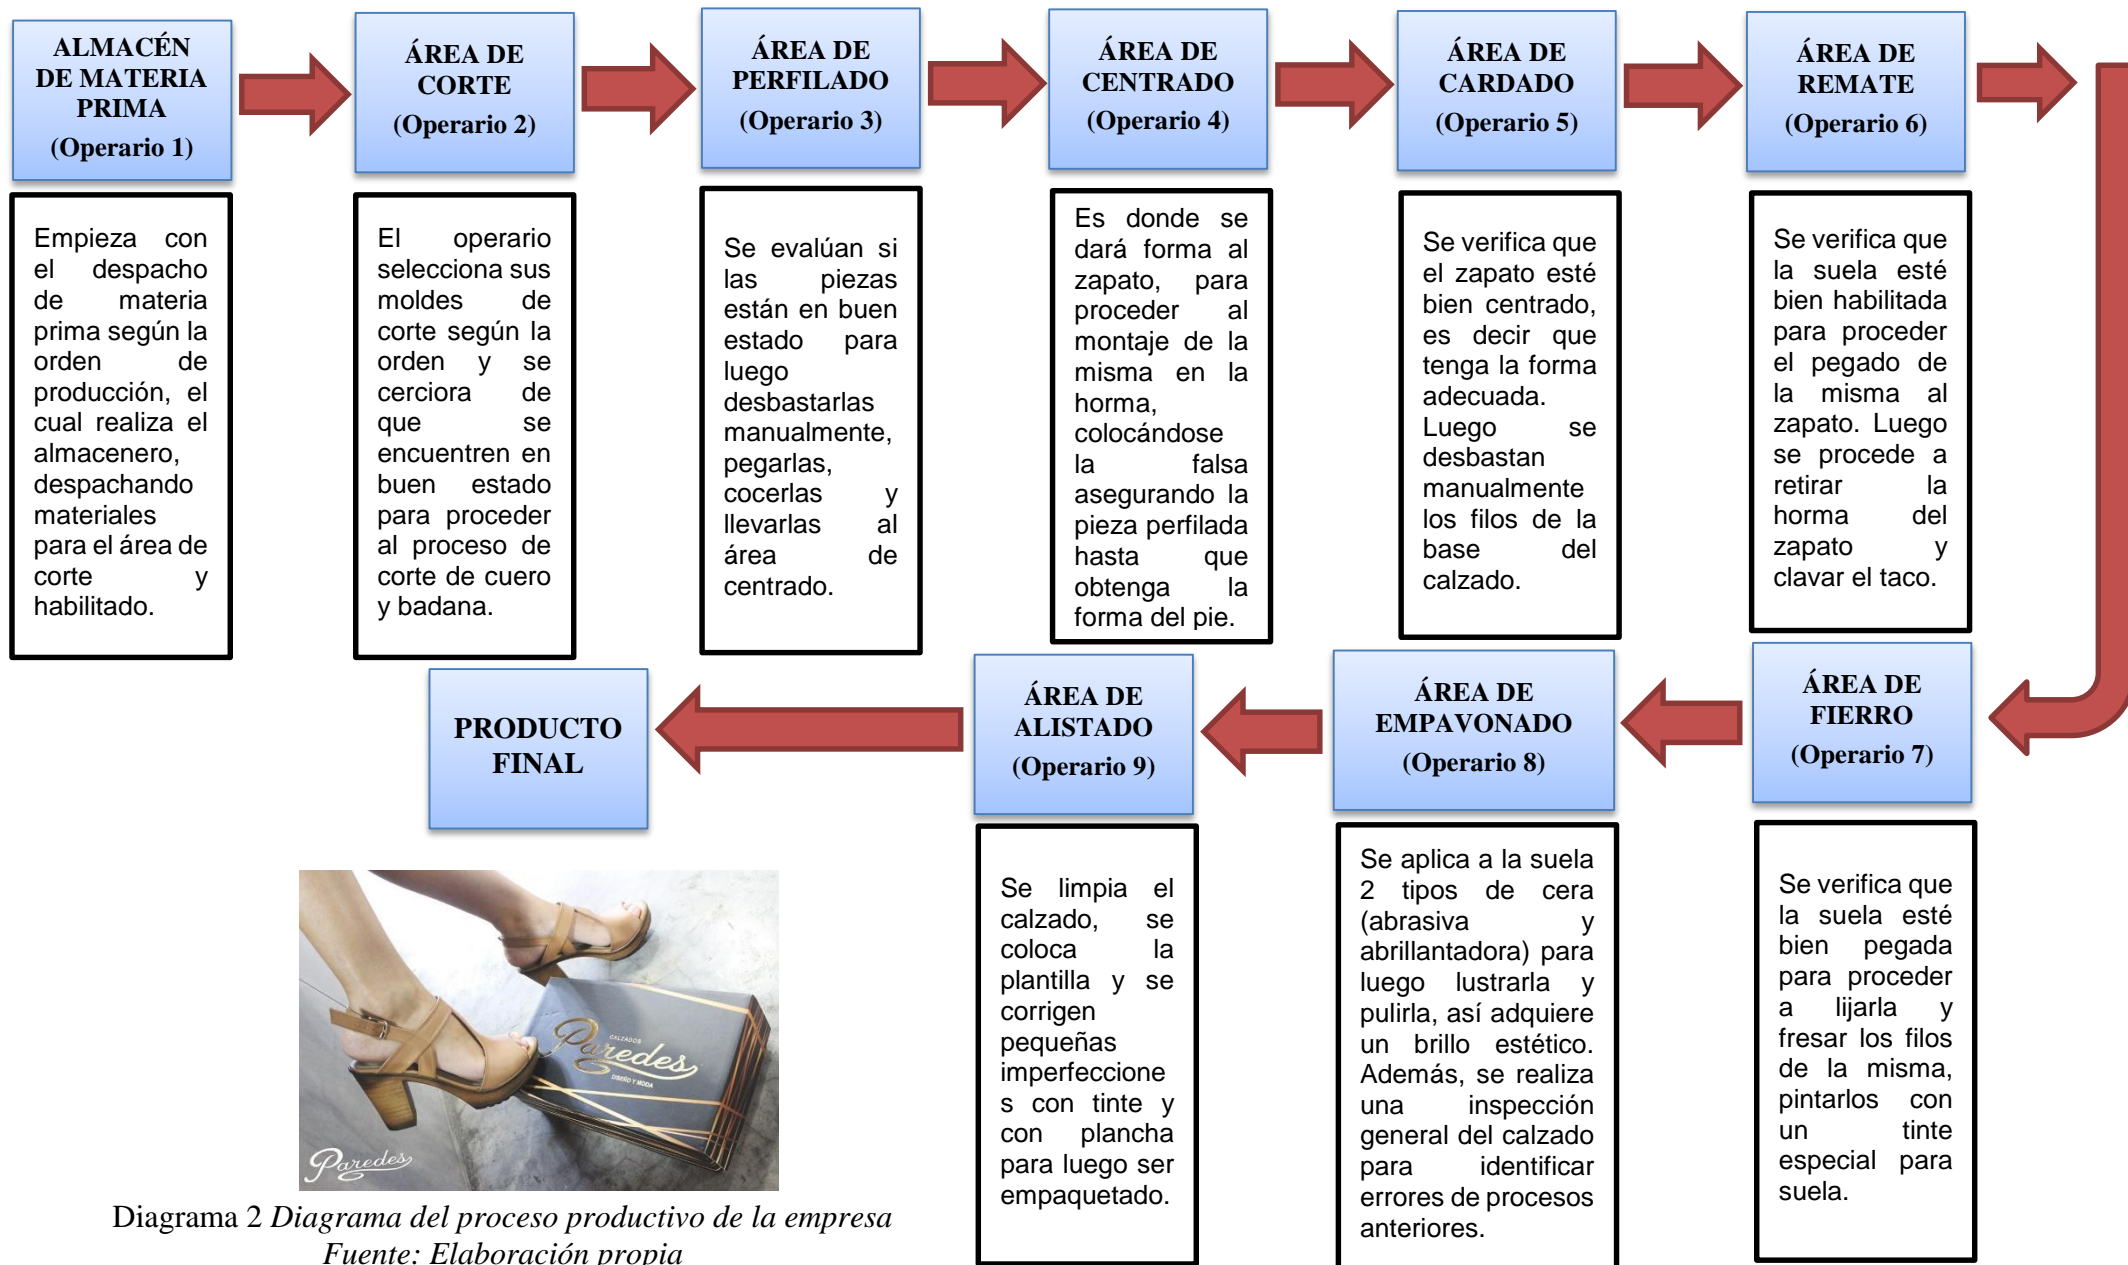 ALMACÉN
DE MATERIA
PRIMA
(Operario 1)
ÁREA DE
CORTE
(Operario 2)
ÁREA DE
PERFILADO
(Operario 3)
ÁREA DE
CENTRADO
(Operario 4)
ÁREA DE
CARDADO
(Operario 5)
ÁREA DE
REMATE
(Operario 6)
Empieza con
el despacho
de materia
prima según la
orden de
producción, el
cual realiza el
almacenero,
despachando
materiales
para el área de
corte y
habilitado.
El operario
selecciona sus
moldes de
corte según la
orden y se
cerciora de
que se
encuentren en
buen estado
para proceder
al proceso de
corte de cuero
y badana.
Se evalúan si
las piezas
están en buen
estado para
luego
desbastarlas
manualmente,
pegarlas,
cocerlas y
llevarlas al
área de
centrado.
Es donde se
dará forma al
zapato, para
proceder al
montaje de la
misma en la
horma,
colocándose
la falsa
asegurando la
pieza perfilada
hasta que
obtenga la
forma del pie.
Se verifica que
el zapato esté
bien centrado,
es decir que
tenga la forma
adecuada.
Luego se
desbastan
manualmente
los filos de la
base del
calzado.
Se verifica que
la suela esté
bien habilitada
para proceder
el pegado de
la misma al
zapato. Luego
se procede a
retirar la
horma del
zapato y
clavar el taco.
ÁREA DE
FIERRO
(Operario 7)
ÁREA DE
EMPAVONADO
(Operario 8)
ÁREA DE
ALISTADO
(Operario 9)
PRODUCTO
FINAL
Se verifica que
la suela esté
bien pegada
para proceder
a lijarla y
fresar los filos
de la misma,
pintarlos con
un tinte
especial para
suela.
Se aplica a la suela
2 tipos de cera
(abrasiva y
abrillantadora) para
luego lustrarla y
pulirla, así adquiere
un brillo estético.
Además, se realiza
una inspección
general del calzado
para identificar
errores de procesos
anteriores.
Se limpia el
calzado, se
coloca la
plantilla y se
corrigen
pequeñas
imperfeccione
s con tinte y
con plancha
para luego ser
empaquetado.
CALZADOS
Paredes
DISEÑO Y MODA
Paredes
Diagrama 2 Diagrama del proceso productivo de la empresa
Fuente: Elaboración propia